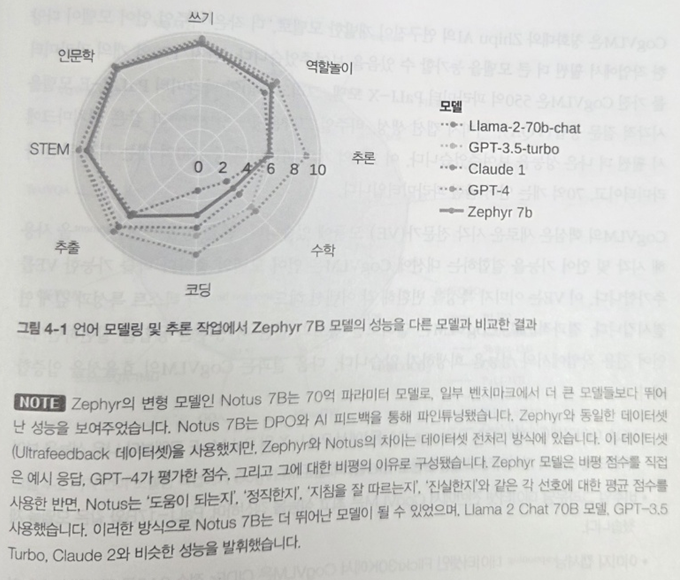 쓰기
인문학
역할놀이
STEM
추론
0 2 4 6 8 10
추출
수학
코딩
모델
Llama-2-70b-chat
GPT-3.5-turbo
Claude 1
GPT-4
Zephyr 7b
그림 4-1 언어 모델링 및 추론 작업에서 Zephyr 7B 모델의 성능을 다른 모델과 비교한 결과
NOTE Zephyr의 변형 모델인 Notus 7B는 70억 파라미터 모델로, 일부 벤치마크에서 더 큰 모델들보다 뛰어
난 성능을 보여주었습니다. Notus 7B는 DPO와 AI 피드백을 통해 파인튜닝됐습니다. Zephyr와 동일한 데이터셋
(Ultrafeedback 데이터셋)을 사용했지만, Zephyr와 Notus의 차이는 데이터셋 전처리 방식에 있습니다. 이 데이터셋
은 예시 응답, GPT-4가 평가한 점수, 그리고 그에 대한 비평의 이유로 구성됐습니다. Zephyr 모델은 비평 점수를 직접
사용한 반면, Notus는 '도움이 되는지', '정직한지', '지침을 잘 따르는지', '진실한지'와 같은 각 선호에 대한 평균 점수를
사용했습니다. 이러한 방식으로 Notus 7B는 더 뛰어난 모델이 될 수 있었으며, Llama 2 Chat 70B 모델, GPT-3.5
Turbo, Claude 2와 비슷한 성능을 발휘했습니다.